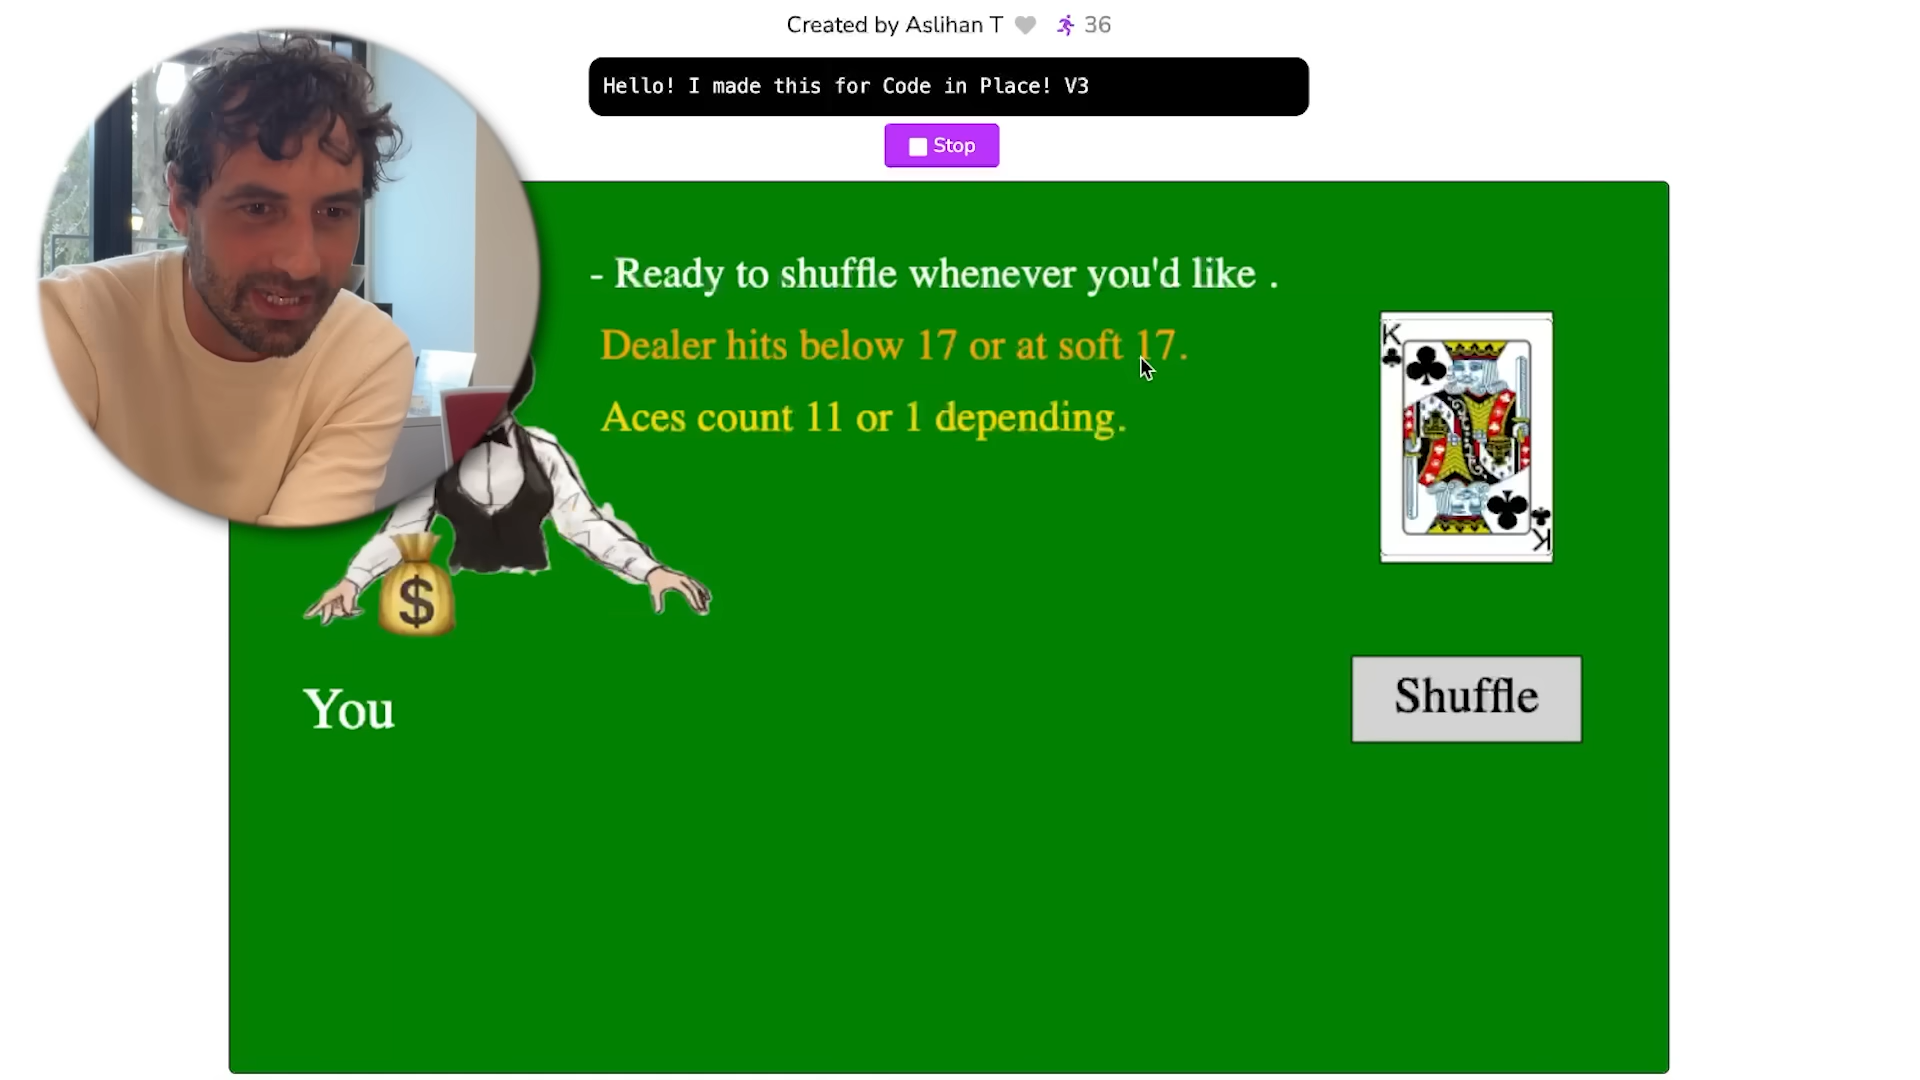 Created by Aslihan T 36
Hello! I made this for Code in Place! V3
Stop
- Ready to shuffle whenever you'd like .
Dealer hits below 17 or at soft 17.
Aces count 11 or 1 depending.
K
K
$
Shuffle
You